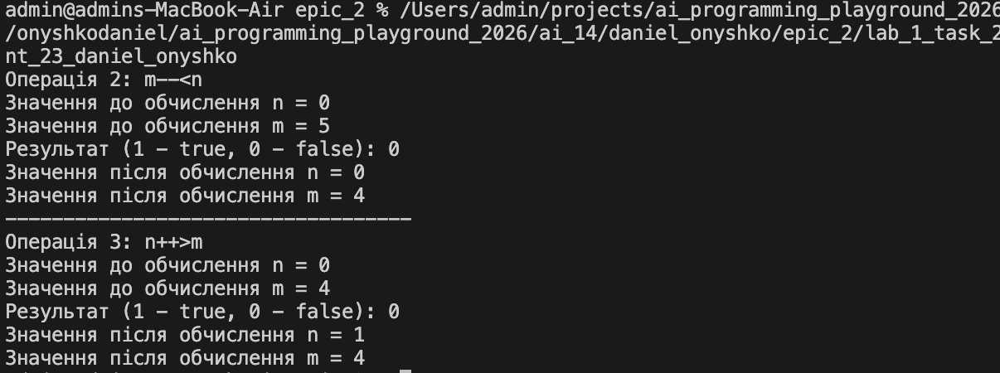 admin@admins-MacBook-Air epic_2 % /Users/admin/projects/ai_programming_playground_2026
/onyshkodaniel/ai_programming_playground_2026/ai_14/daniel_onyshko/epic_2/lab_1_task_2
nt_23_daniel_onyshko
Операція 2: m--<n
Значення до обчислення n = 0
Значення до обчислення m = 5
Результат (1 - true, 0 - false): 0
Значення після обчислення n = 0
Значення після обчислення m = 4
-----------------------------------
Операція 3: n++>m
Значення до обчислення n = 0
Значення до обчислення m = 4
Результат (1 - true, 0 - false): 0
Значення після обчислення n = 1
Значення після обчислення m = 4